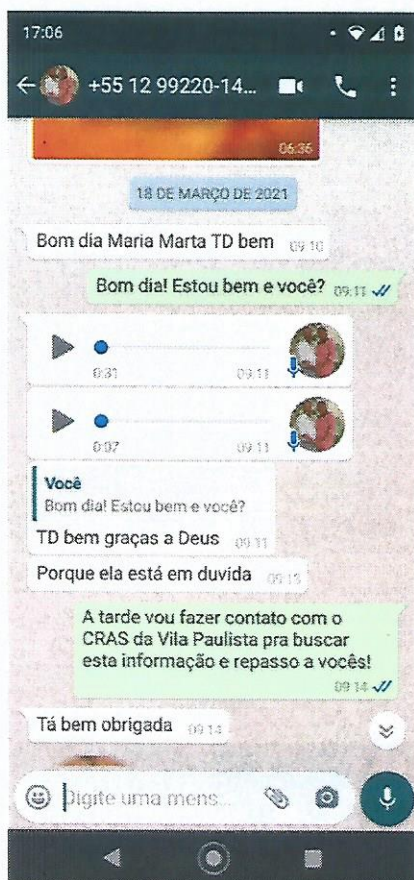 17:06
+55 12 99220-14...
06:36
18 DE MARÇO DE 2021
Bom dia Maria Marta TD bem 09:10
Bom dia! Estou bem e você? 09:11
0:31 09:11
0:07 09:11
Você
Bom dia! Estou bem e você?
TD bem graças a Deus 09:11
Porque ela está em duvida 09:13
A tarde vou fazer contato com o
CRAS da Vila Paulista pra buscar
esta informação e repasso a vocês!
09:14
Tá bem obrigada 09:14
Digite uma mens...